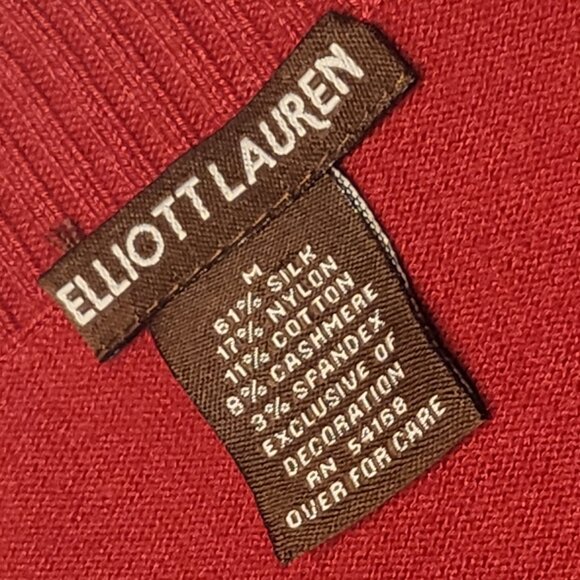 ELLIOTT LAUREN
M
61% SILK
17% NYLON
11% COTTON
8% CASHMERE
3% SPANDEX
EXCLUSIVE OF
DECORATION
RN 54168
OVER FOR CARE